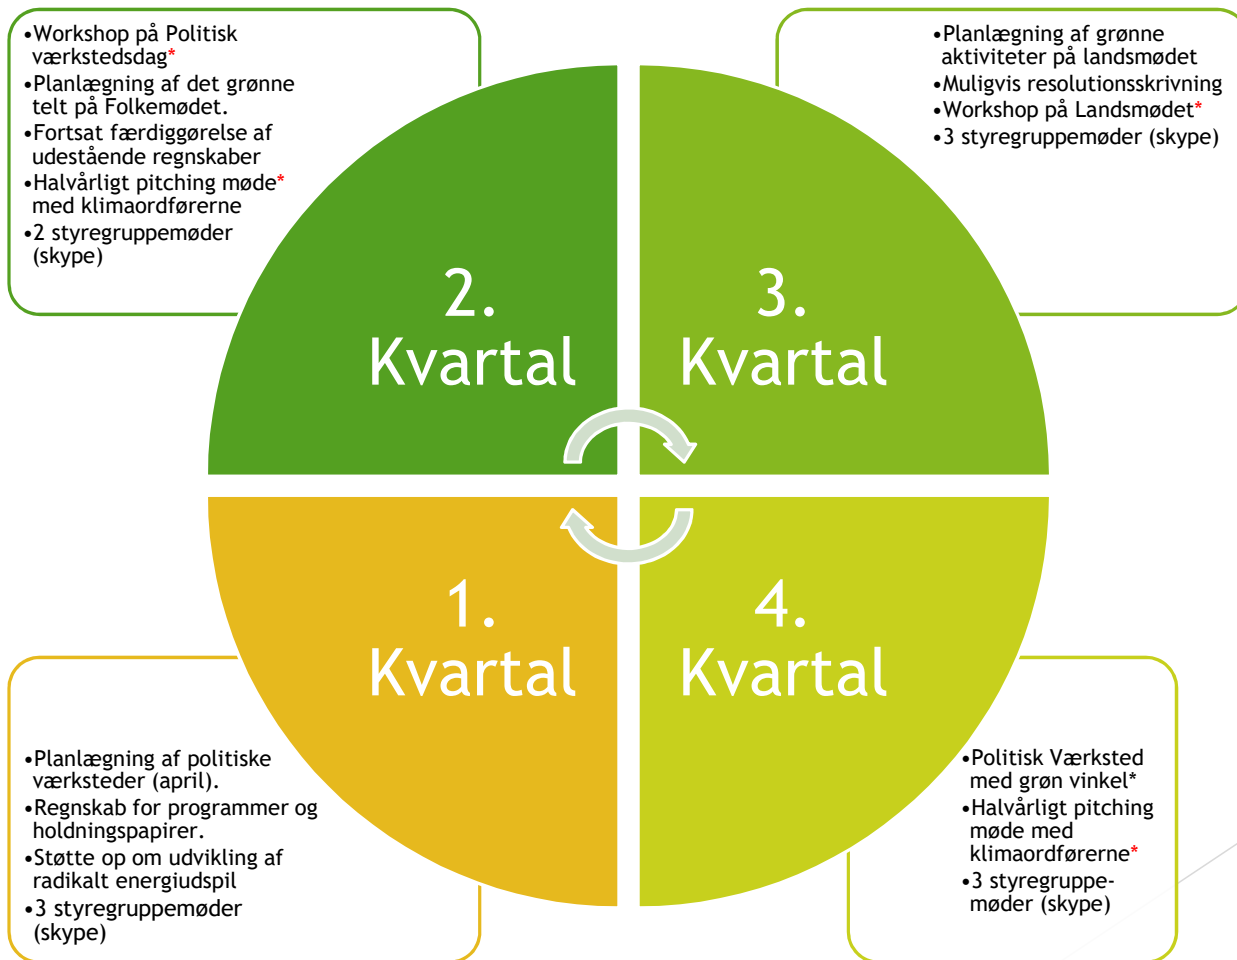 •Workshop på Politisk
værkstedsdag*
•Planlægning af det grønne
telt på Folkemødet.
•Fortsat færdiggørelse af
udestående regnskaber
•Halvårligt pitching møde*
med klimaordførerne
•2 styregruppemøder
(skype)
•Planlægning af grønne
aktiviteter på landsmødet
•Muligvis resolutionsskrivning
•Workshop på Landsmødet*
•3 styregruppemøder (skype)
2.
Kvartal
3.
Kvartal
1.
Kvartal
4.
Kvartal
•Planlægning af politiske
værksteder (april).
•Regnskab for programmer og
holdningspapirer.
•Støtte op om udvikling af
radikalt energiudspil
•3 styregruppemøder
(skype)
•Politisk Værksted
med grøn vinkel*
•Halvårligt pitching
møde med
klimaordførerne*
•3 styregruppe-
møder (skype)